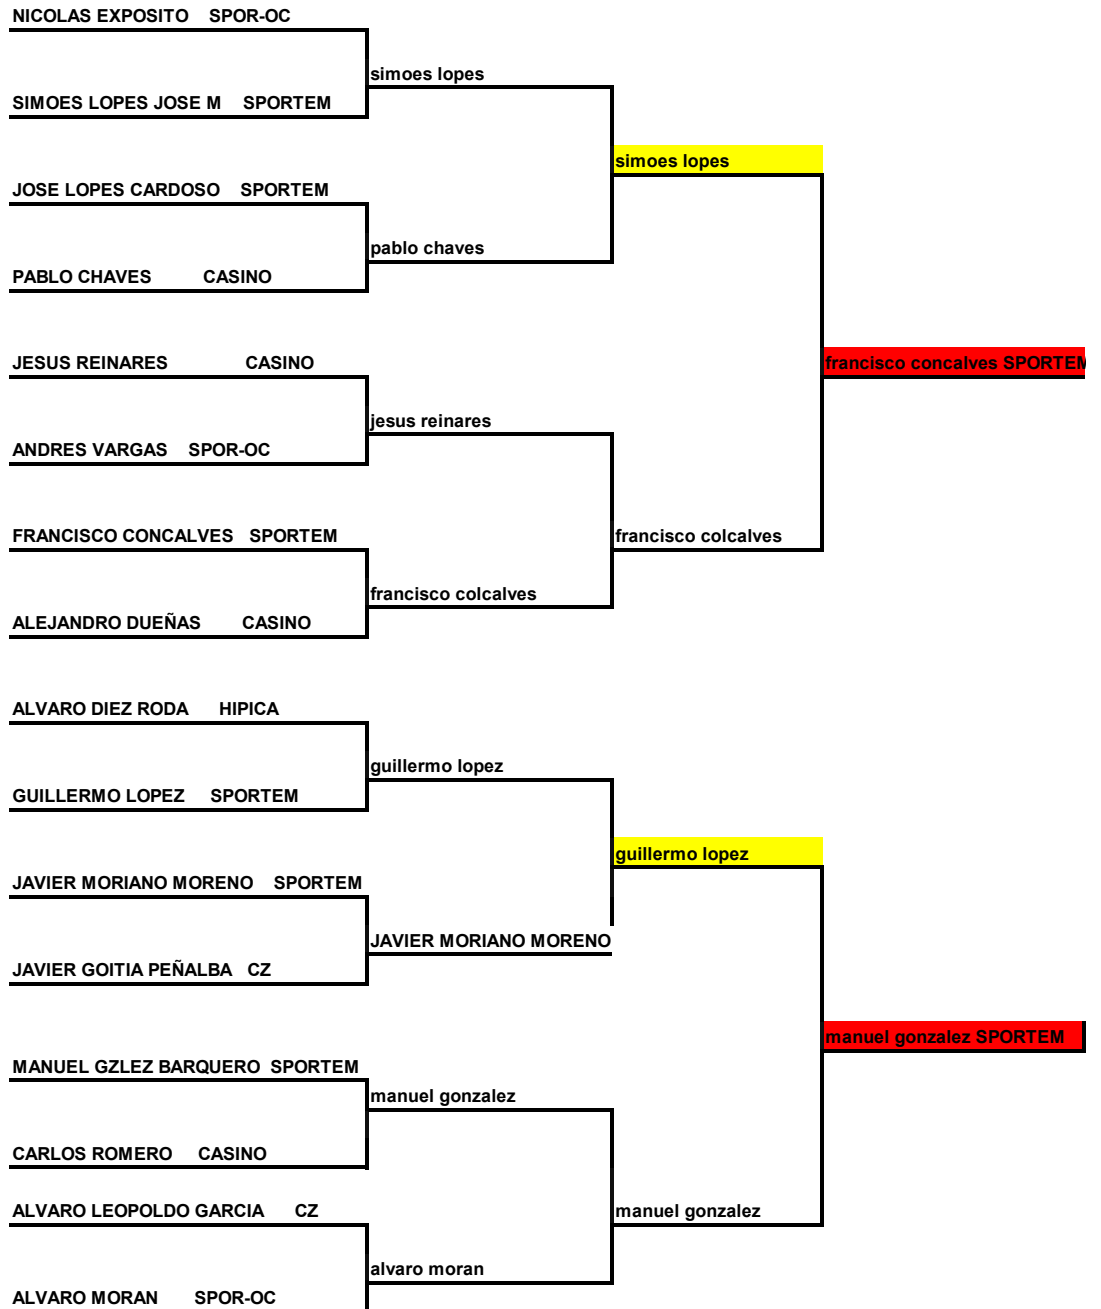 NICOLAS EXPOSITO SPOR-OC
simoes lopes
SIMOES LOPES JOSE M SPORTEM
simoes lopes
JOSE LOPES CARDOSO SPORTEM
pablo chaves
PABLO CHAVES CASINO
JESUS REINARES CASINO
francisco concalves SPORTEM
jesus reinares
ANDRES VARGAS SPOR-OC
FRANCISCO CONCALVES SPORTEM
francisco colcalves
francisco colcalves
ALEJANDRO DUEÑAS CASINO
ALVARO DIEZ RODA HIPICA
guillermo lopez
GUILLERMO LOPEZ SPORTEM
guillermo lopez
JAVIER MORIANO MORENO SPORTEM
JAVIER MORIANO MORENO
JAVIER GOITIA PEÑALBA CZ
manuel gonzalez SPORTEM
MANUEL GZLEZ BARQUERO SPORTEM
manuel gonzalez
CARLOS ROMERO CASINO
ALVARO LEOPOLDO GARCIA CZ
manuel gonzalez
alvaro moran
ALVARO MORAN SPOR-OC